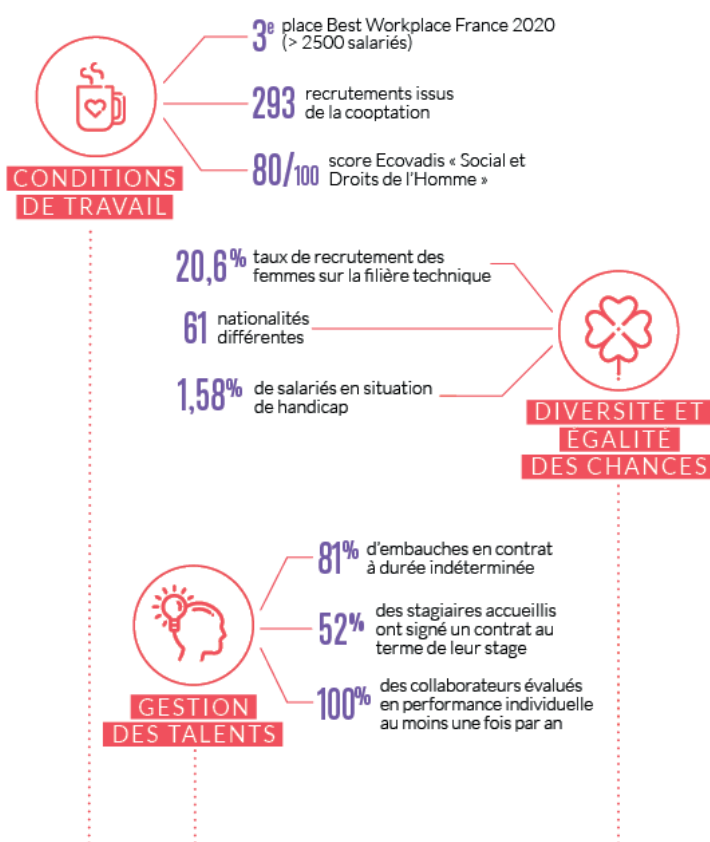 3e place Best Workplace France 2020
(> 2500 salariés)
293 recrutements issus
de la cooptation
80/100 score Ecovadis « Social et
Droits de l'Homme »
CONDITIONS
DE TRAVAIL
20,6% taux de recrutement des
femmes sur la filière technique
61 nationalités
différentes
1,58% de salariés en situation
de handicap
DIVERSITÉ ET
ÉGALITÉ
DES CHANCES
81% d'embauches en contrat
à durée indéterminée
52% des stagiaires accueillis
ont signé un contrat au
terme de leur stage
100% des collaborateurs évalués
en performance individuelle
au moins une fois par an
GESTION
DES TALENTS